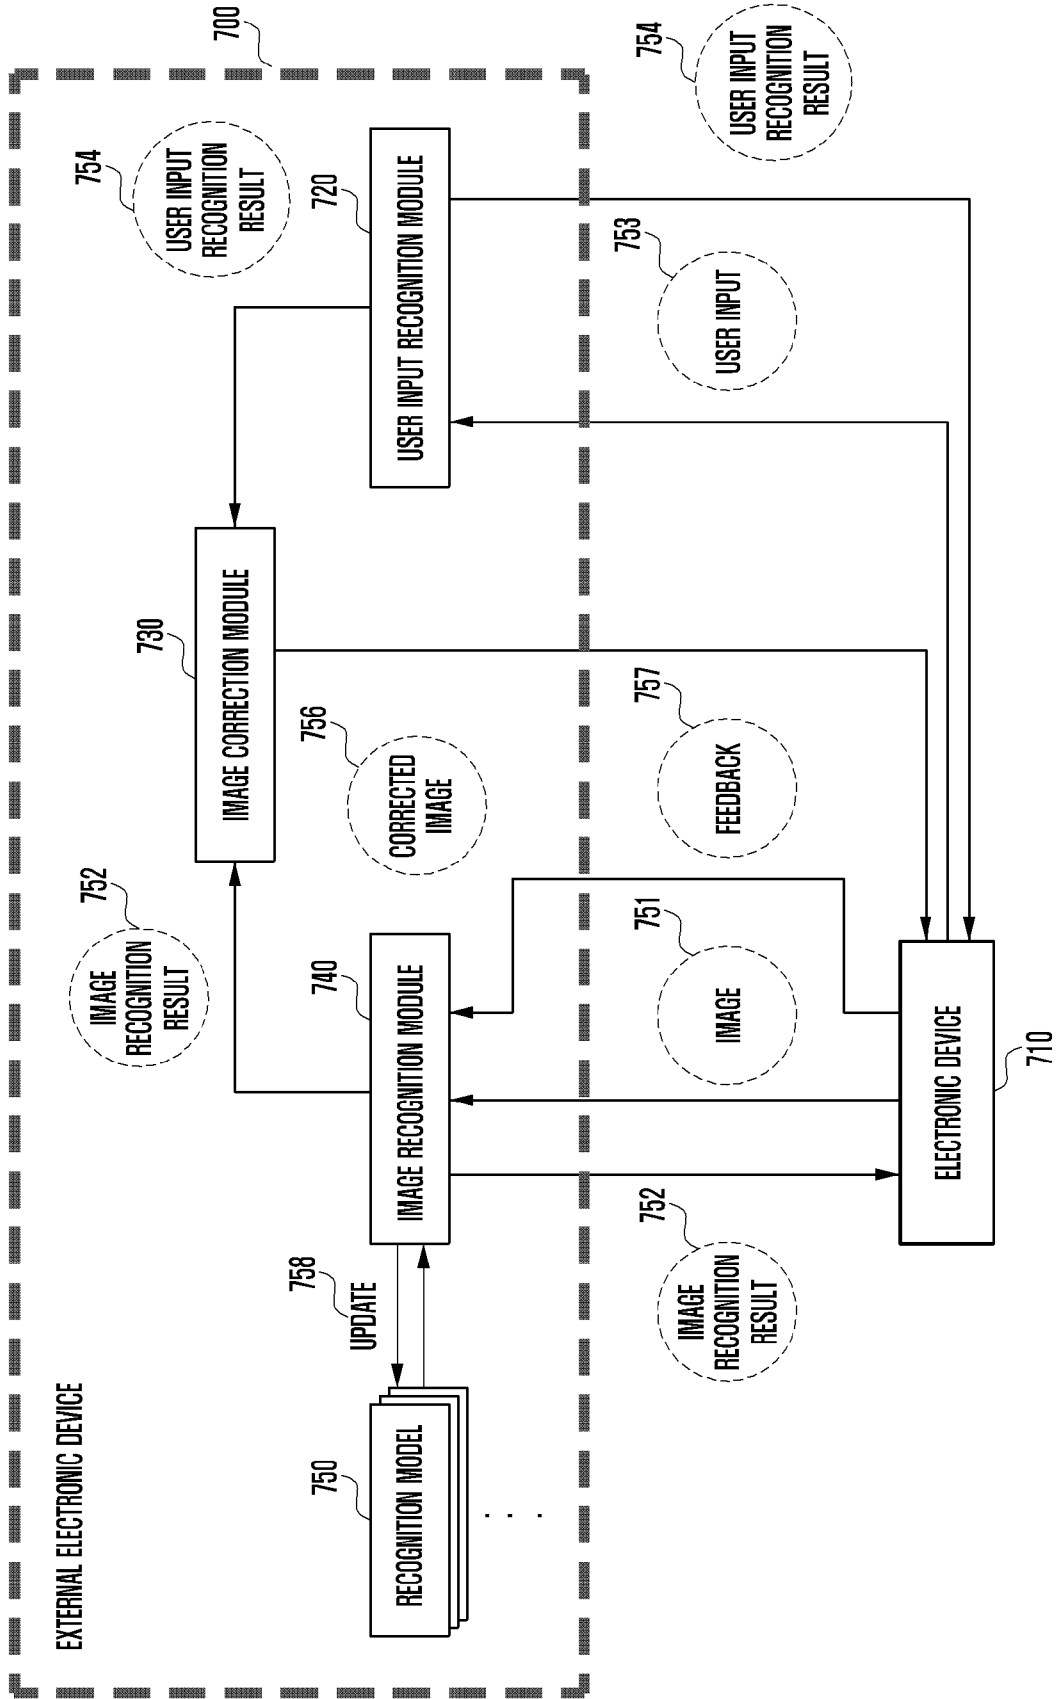 EXTERNAL ELECTRONIC DEVICE
700
752
IMAGE
RECOGNITION
RESULT
754
USER INPUT
RECOGNITION
RESULT
730
IMAGE CORRECTION MODULE
750
RECOGNITION MODEL
. . .
758
UPDATE
740
IMAGE RECOGNITION MODULE
756
CORRECTED
IMAGE
720
USER INPUT RECOGNITION MODULE
752
IMAGE
RECOGNITION
RESULT
751
IMAGE
757
FEEDBACK
753
USER INPUT
754
USER INPUT
RECOGNITION
RESULT
ELECTRONIC DEVICE
710